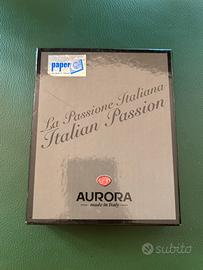 paper
La Passione Italiana
Italian Passion
AURORA
made in Italy
subito